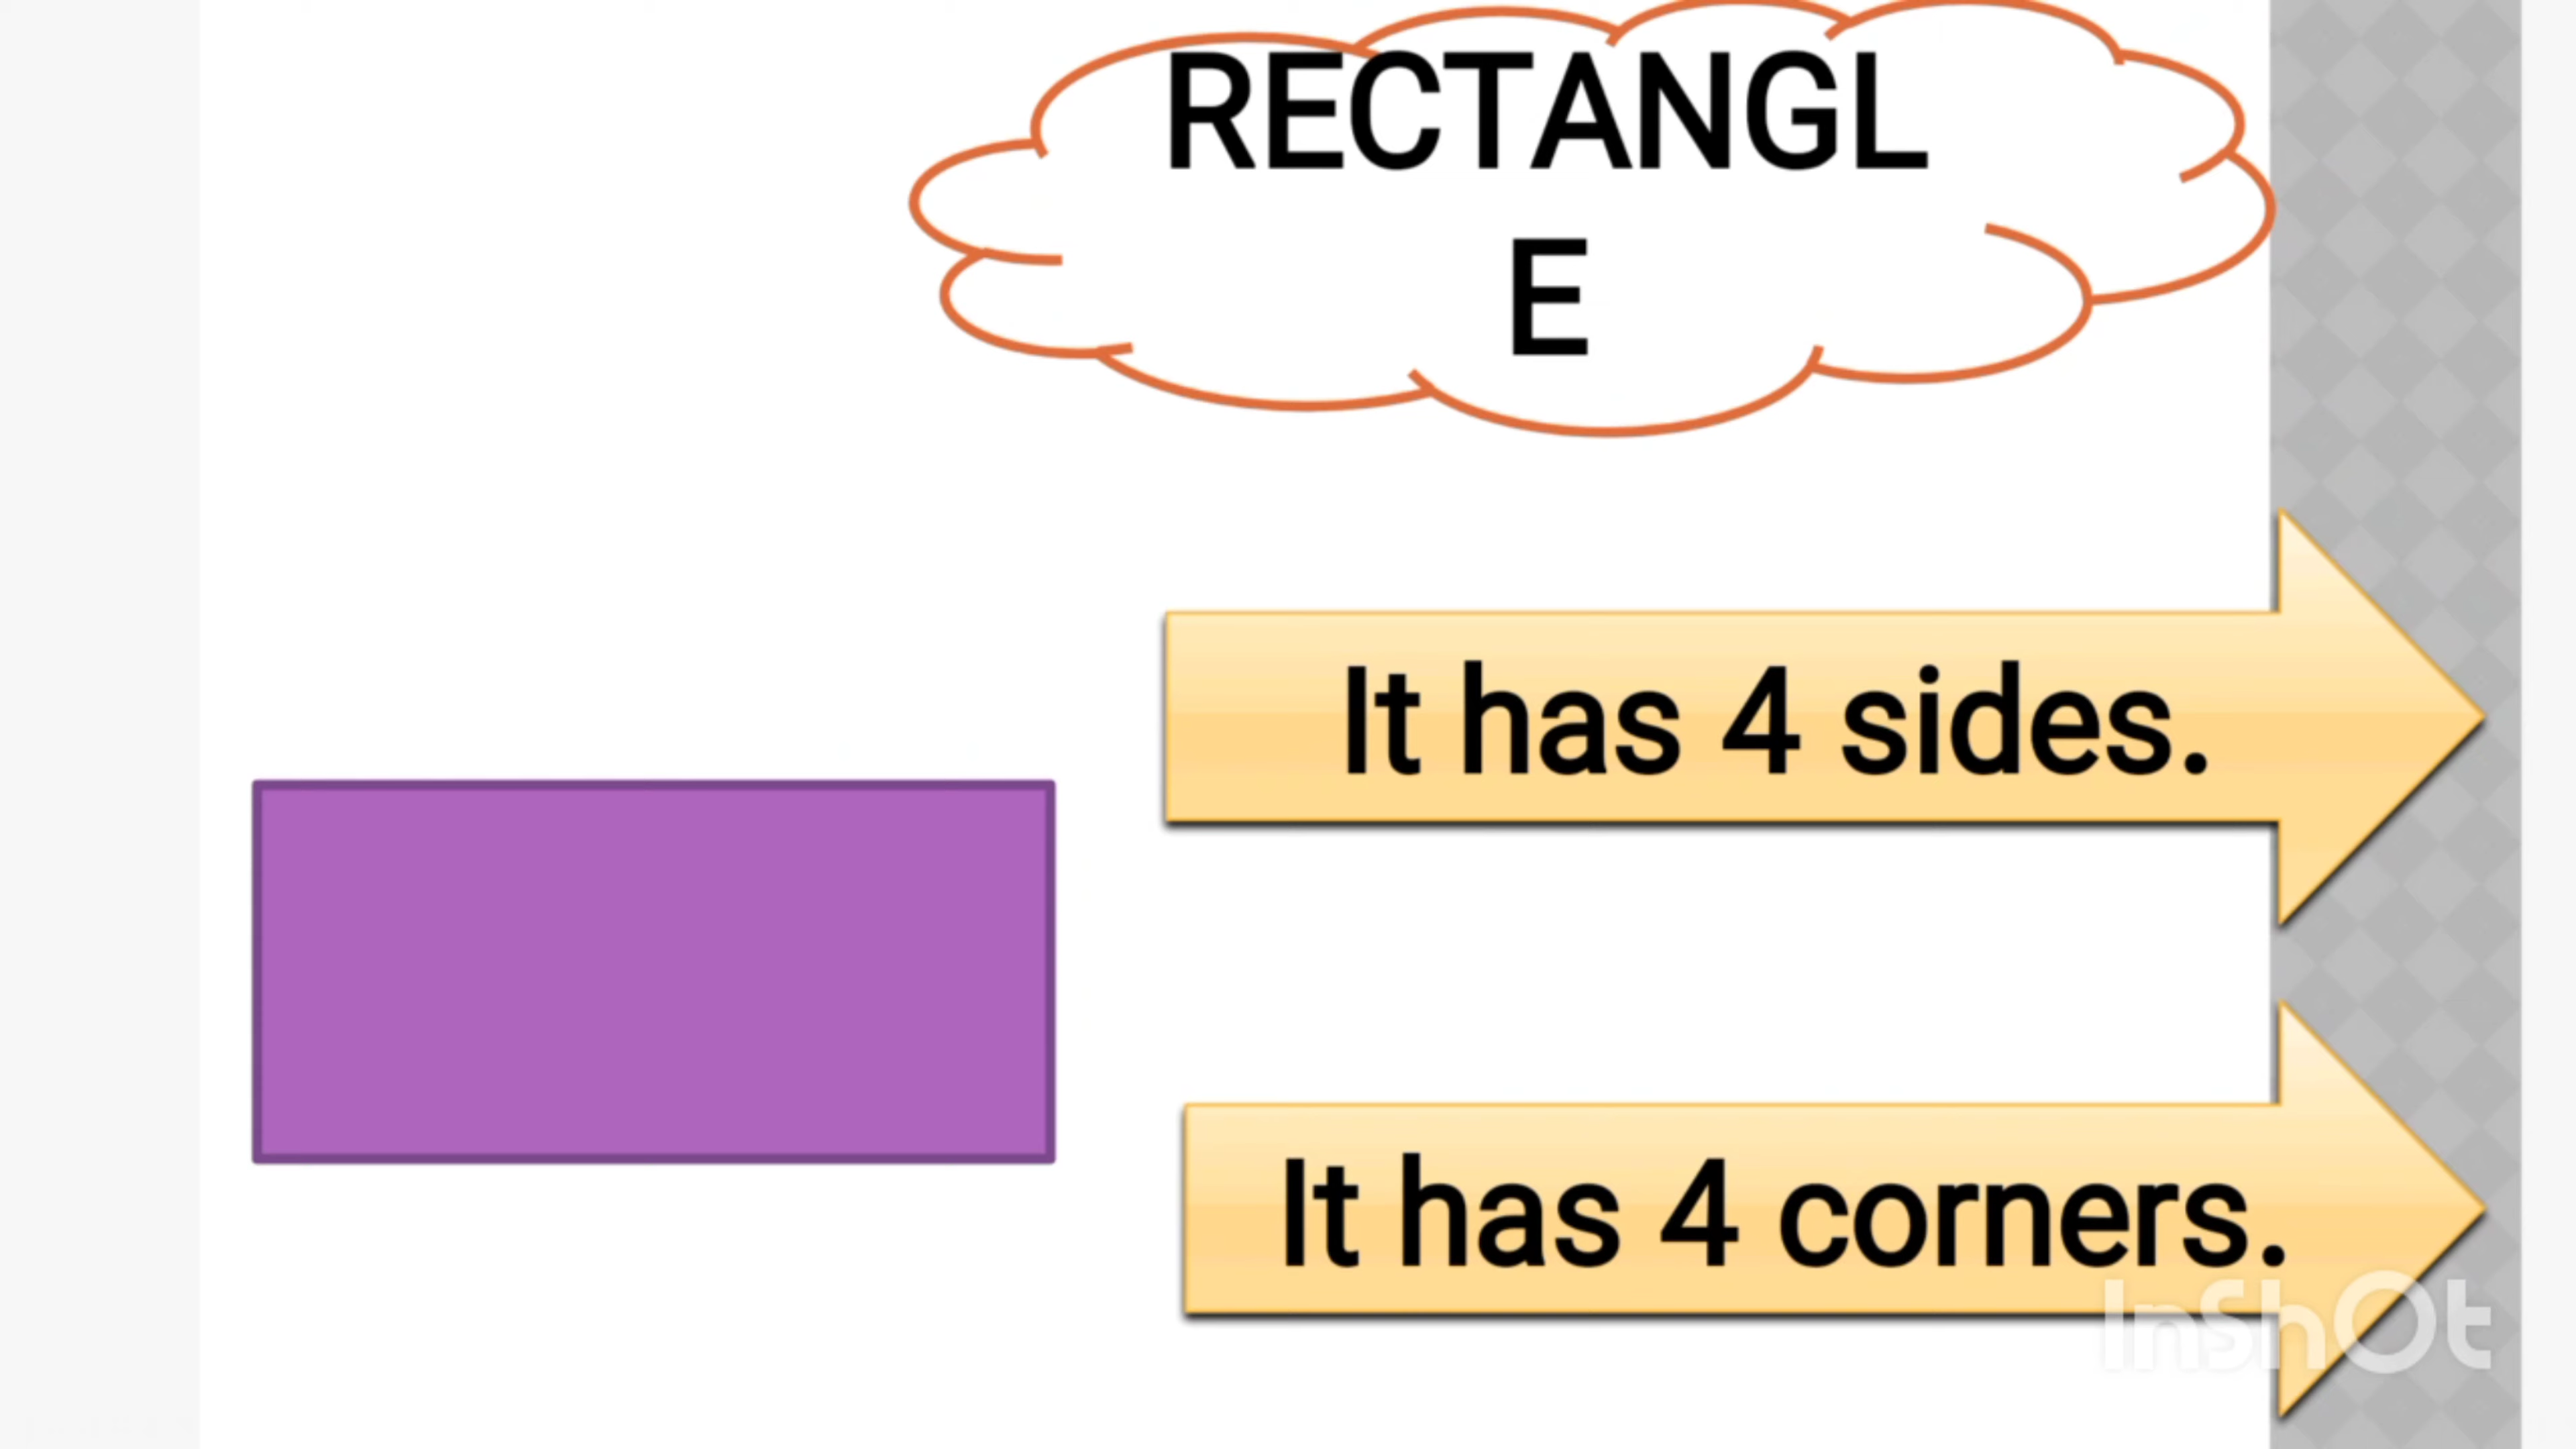 RECTANGL
E
It has 4 sides.
It has 4 corners.
InShOt